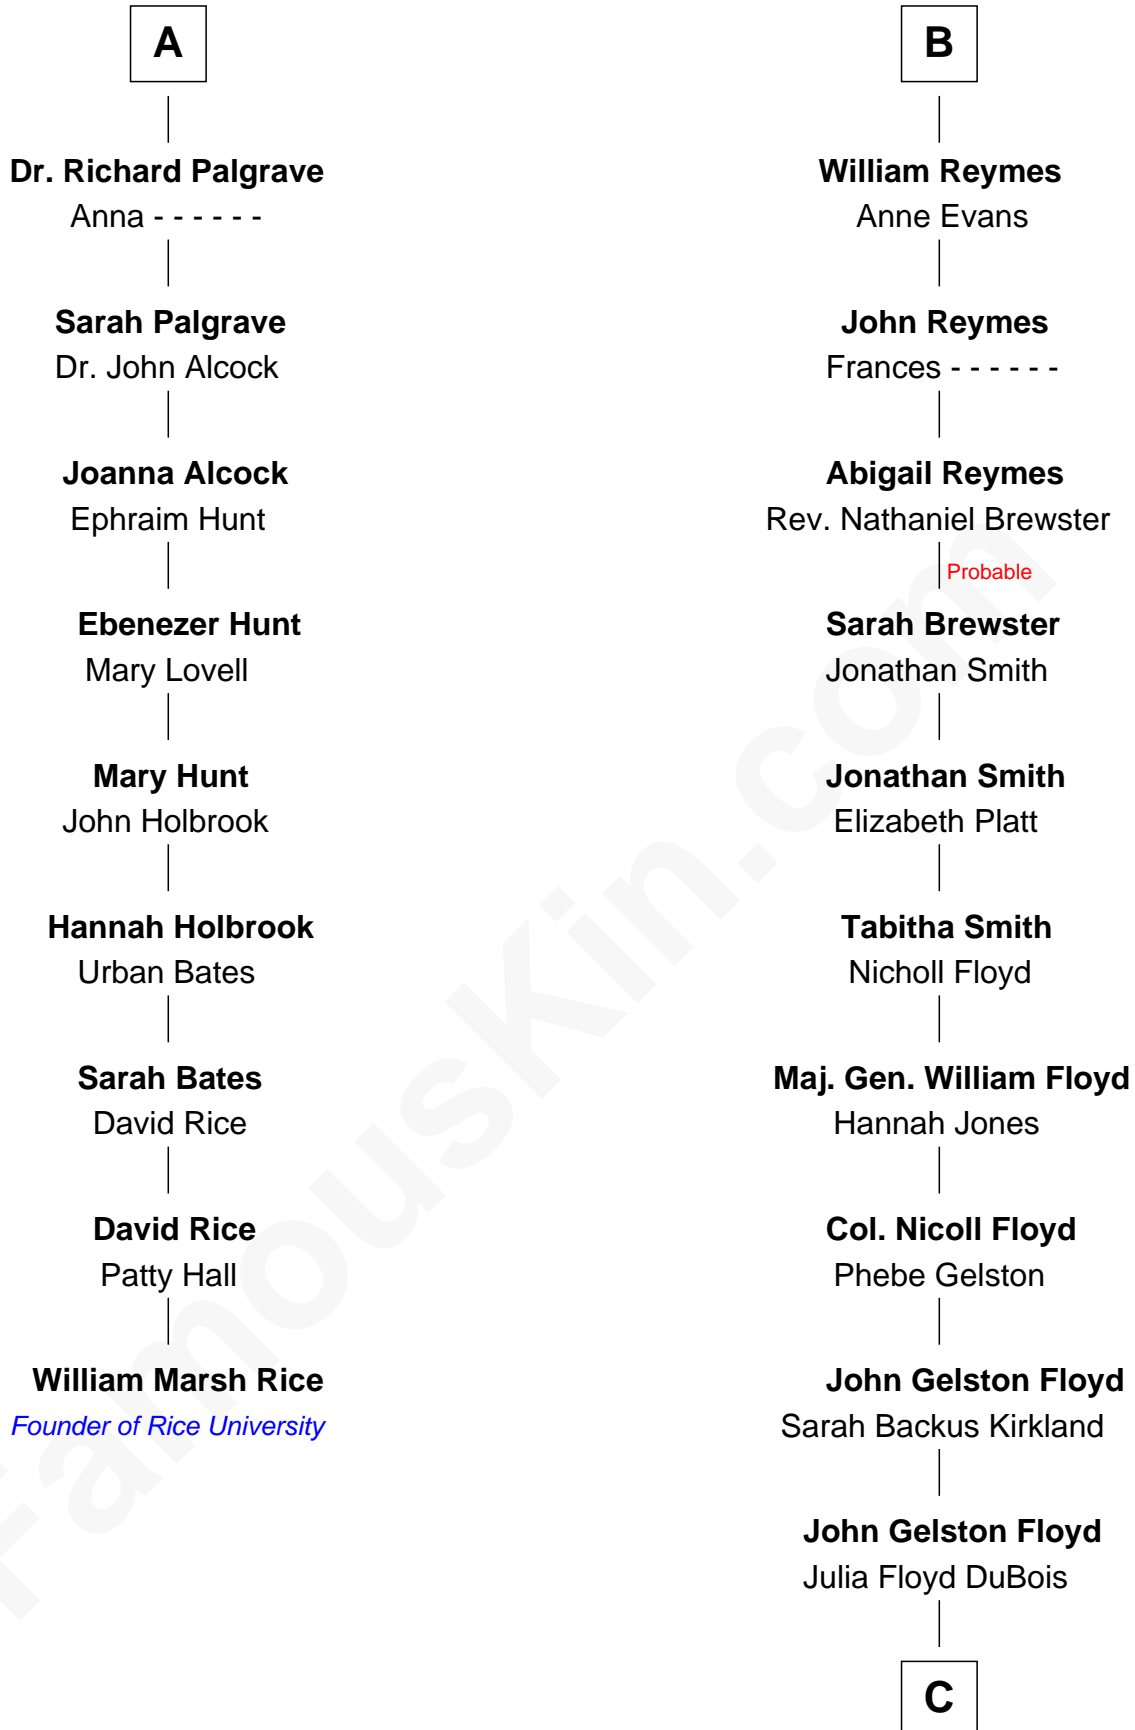 A
Dr. Richard Palgrave
Anna - - - - - -
Sarah Palgrave
Dr. John Alcock
Joanna Alcock
Ephraim Hunt
Ebenezer Hunt
Mary Lovell
Mary Hunt
John Holbrook
Hannah Holbrook
Urban Bates
Sarah Bates
David Rice
David Rice
Patty Hall
William Marsh Rice
Founder of Rice University
B
William Reymes
Anne Evans
John Reymes
Frances - - - - - -
Abigail Reymes
Rev. Nathaniel Brewster
Probable
Sarah Brewster
Jonathan Smith
Jonathan Smith
Elizabeth Platt
Tabitha Smith
Nicholl Floyd
Maj. Gen. William Floyd
Hannah Jones
Col. Nicoll Floyd
Phebe Gelston
John Gelston Floyd
Sarah Backus Kirkland
John Gelston Floyd
Julia Floyd DuBois
C
FamousKin.com